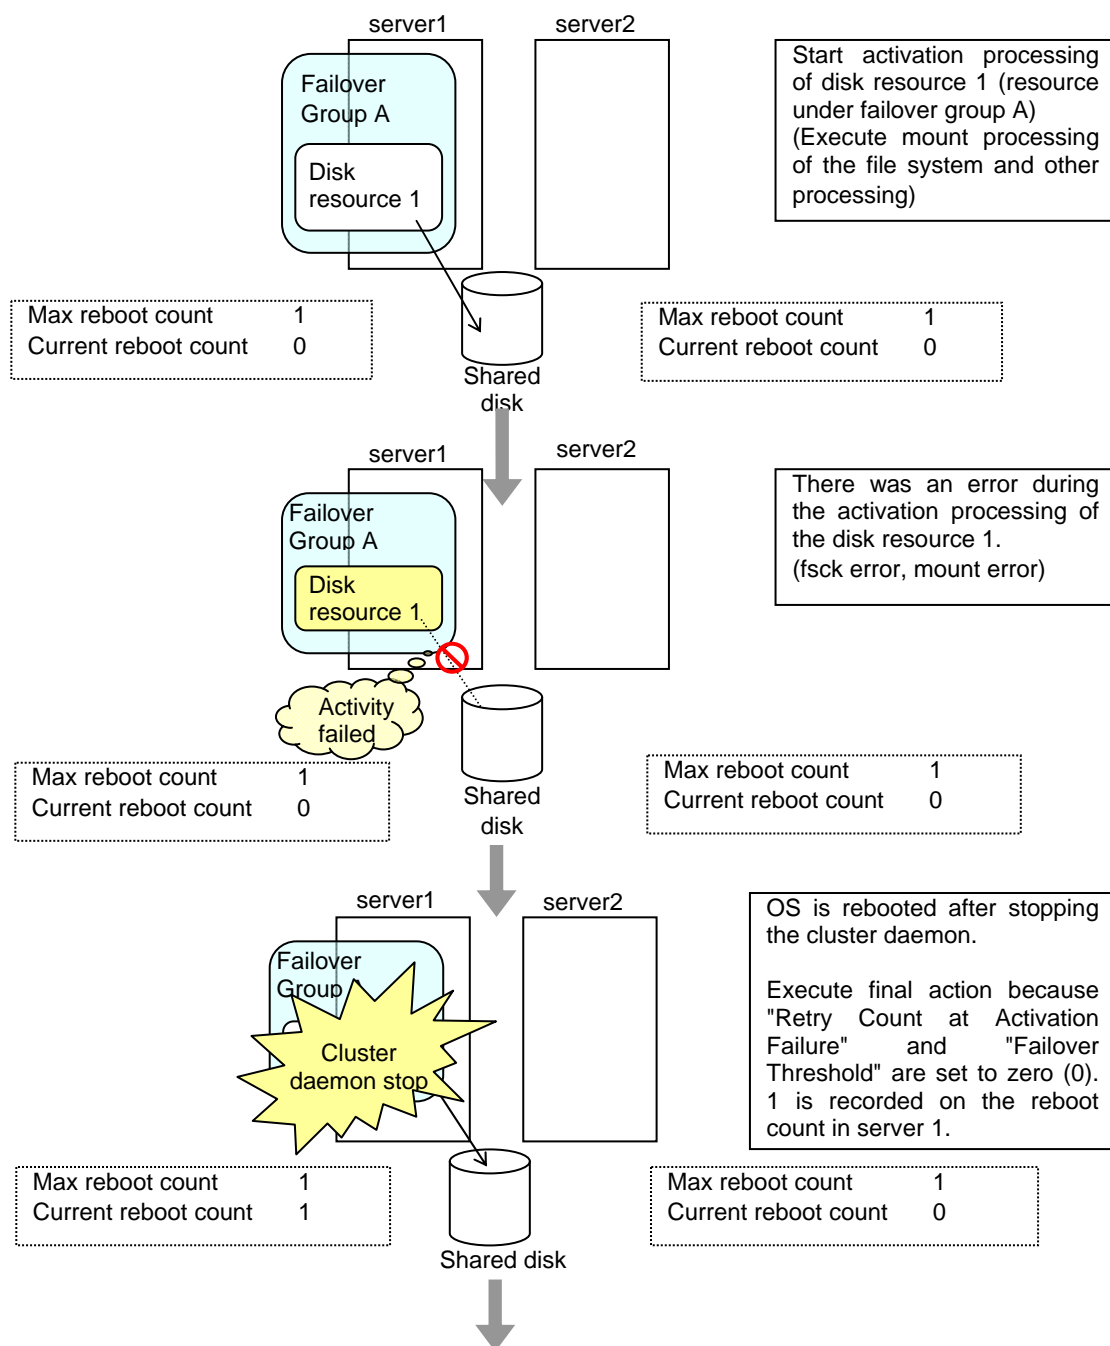 server1
server2
Failover
Group A
Disk
resource 1
Start activation processing
of disk resource 1 (resource
under failover group A)
(Execute mount processing
of the file system and other
processing)
Max reboot count 1
Current reboot count 0
Shared
disk
Max reboot count 1
Current reboot count 0
server1
server2
Failover
Group A
Disk
resource 1
Activity
failed
There was an error during
the activation processing of
the disk resource 1.
(fsck error, mount error)
Max reboot count 1
Current reboot count 0
Shared
disk
Max reboot count 1
Current reboot count 0
server1
server2
Failover
Group
Cluster
daemon stop
OS is rebooted after stopping
the cluster daemon.
Execute final action because
"Retry Count at Activation
Failure" and "Failover
Threshold" are set to zero (0).
1 is recorded on the reboot
count in server 1.
Max reboot count 1
Current reboot count 1
Shared disk
Max reboot count 1
Current reboot count 0